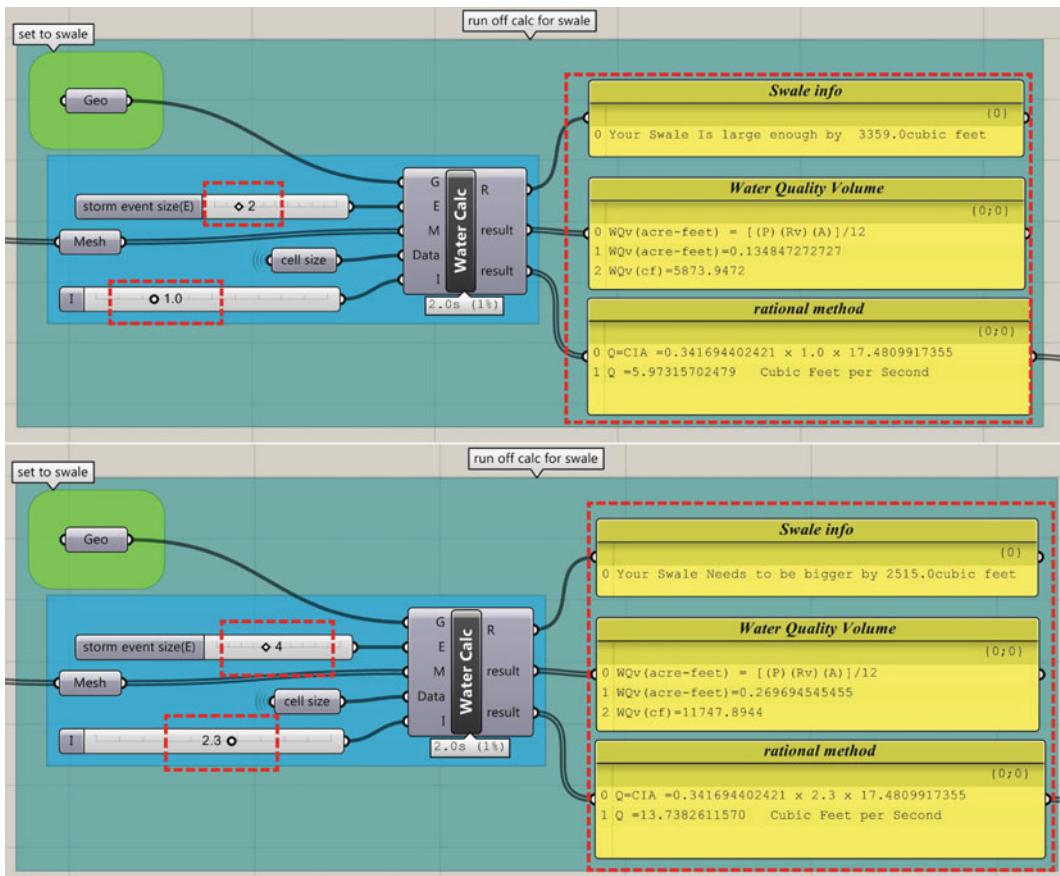 run off calc for swale
set to swale
Geo
Swale info
{0}
0 Your Swale Is large enough by 3359.0cubic feet
storm event size(E) 2
Mesh
cell size
I 1.0
G
E
M
Data
I
Water Calc
R
result
result
2.0s (1%)
Water Quality Volume
{0;0}
0 WQv(acre-feet) = [(P)(Rv)(A)]/12
1 WQv(acre-feet)=0.134847272727
2 WQv(cf)=5873.9472
rational method
{0;0}
0 Q=CIA =0.341694402421 x 1.0 x 17.4809917355
1 Q =5.97315702479 Cubic Feet per Second
run off calc for swale
set to swale
Geo
Swale info
{0}
0 Your Swale Needs to be bigger by 2515.0cubic feet
storm event size(E) 4
Mesh
cell size
I 2.3
G
E
M
Data
I
Water Calc
R
result
result
2.0s (1%)
Water Quality Volume
{0;0}
0 WQv(acre-feet) = [(P)(Rv)(A)]/12
1 WQv(acre-feet)=0.269694545455
2 WQv(cf)=11747.8944
rational method
{0;0}
0 Q=CIA =0.341694402421 x 2.3 x 17.4809917355
1 Q =13.7382611570 Cubic Feet per Second